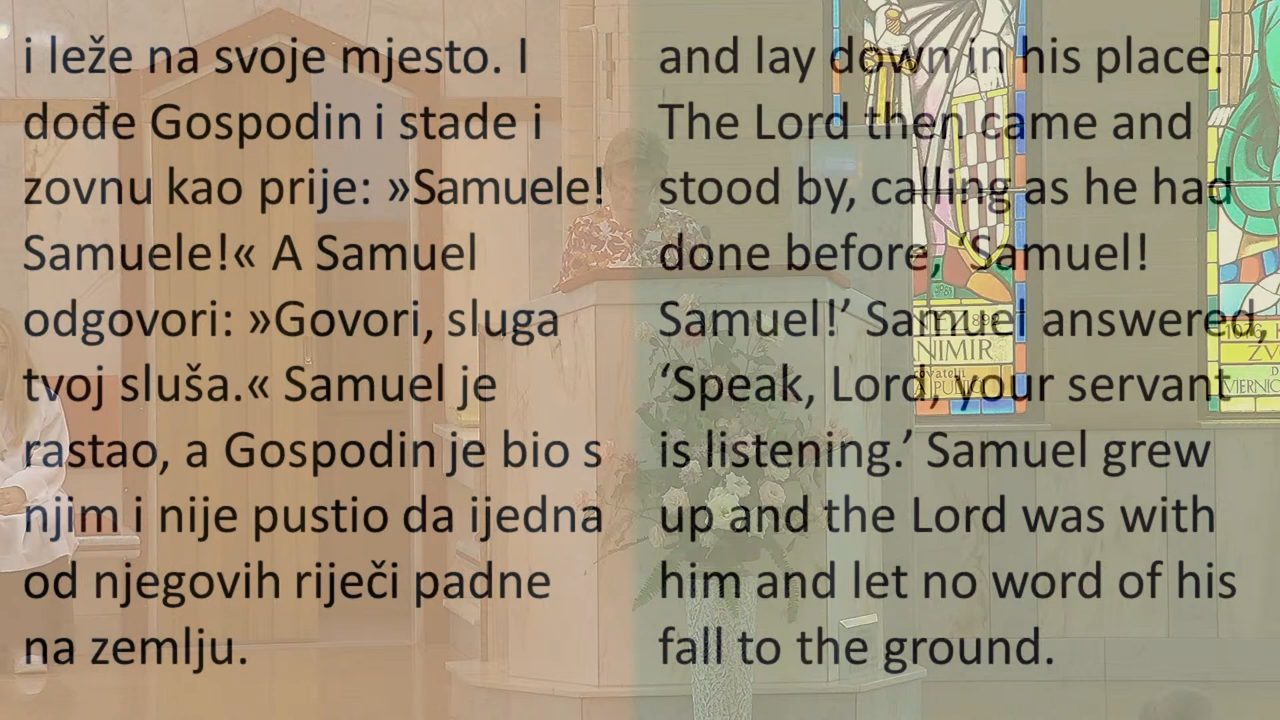 i leže na svoje mjesto. I
dođe Gospodin i stade i
zovnu kao prije: »Samuele!
Samuele!« A Samuel
odgovori: »Govori, sluga
tvoj sluša.« Samuel je
rastao, a Gospodin je bio s
njim i nije pustio da ijedna
od njegovih riječi padne
na zemlju.
and lay down in his place.
The Lord then came and
stood by, calling as he had
done before, ‘Samuel!
Samuel!’ Samuel answered,
‘Speak, Lord, your servant
is listening.’ Samuel grew
up and the Lord was with
him and let no word of his
fall to the ground.
NIMIR